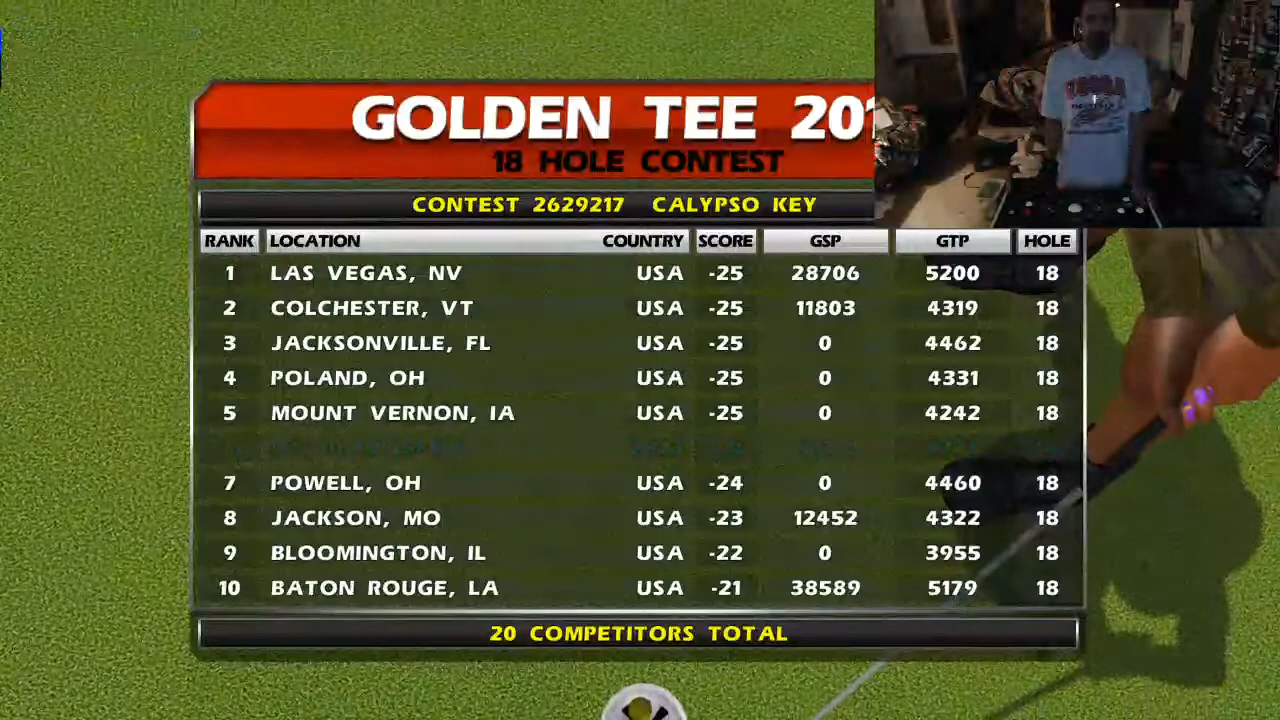 GOLDEN TEE 201
18 HOLE CONTEST
CONTEST 2629217 CALYPSO KEY
RANK LOCATION COUNTRY SCORE GSP GTP HOLE
1 LAS VEGAS, NV USA -25 28706 5200 18
2 COLCHESTER, VT USA -25 11803 4319 18
3 JACKSONVILLE, FL USA -25 0 4462 18
4 POLAND, OH USA -25 0 4331 18
5 MOUNT VERNON, IA USA -25 0 4242 18
7 POWELL, OH USA -24 0 4460 18
8 JACKSON, MO USA -23 12452 4322 18
9 BLOOMINGTON, IL USA -22 0 3955 18
10 BATON ROUGE, LA USA -21 38589 5179 18
20 COMPETITORS TOTAL